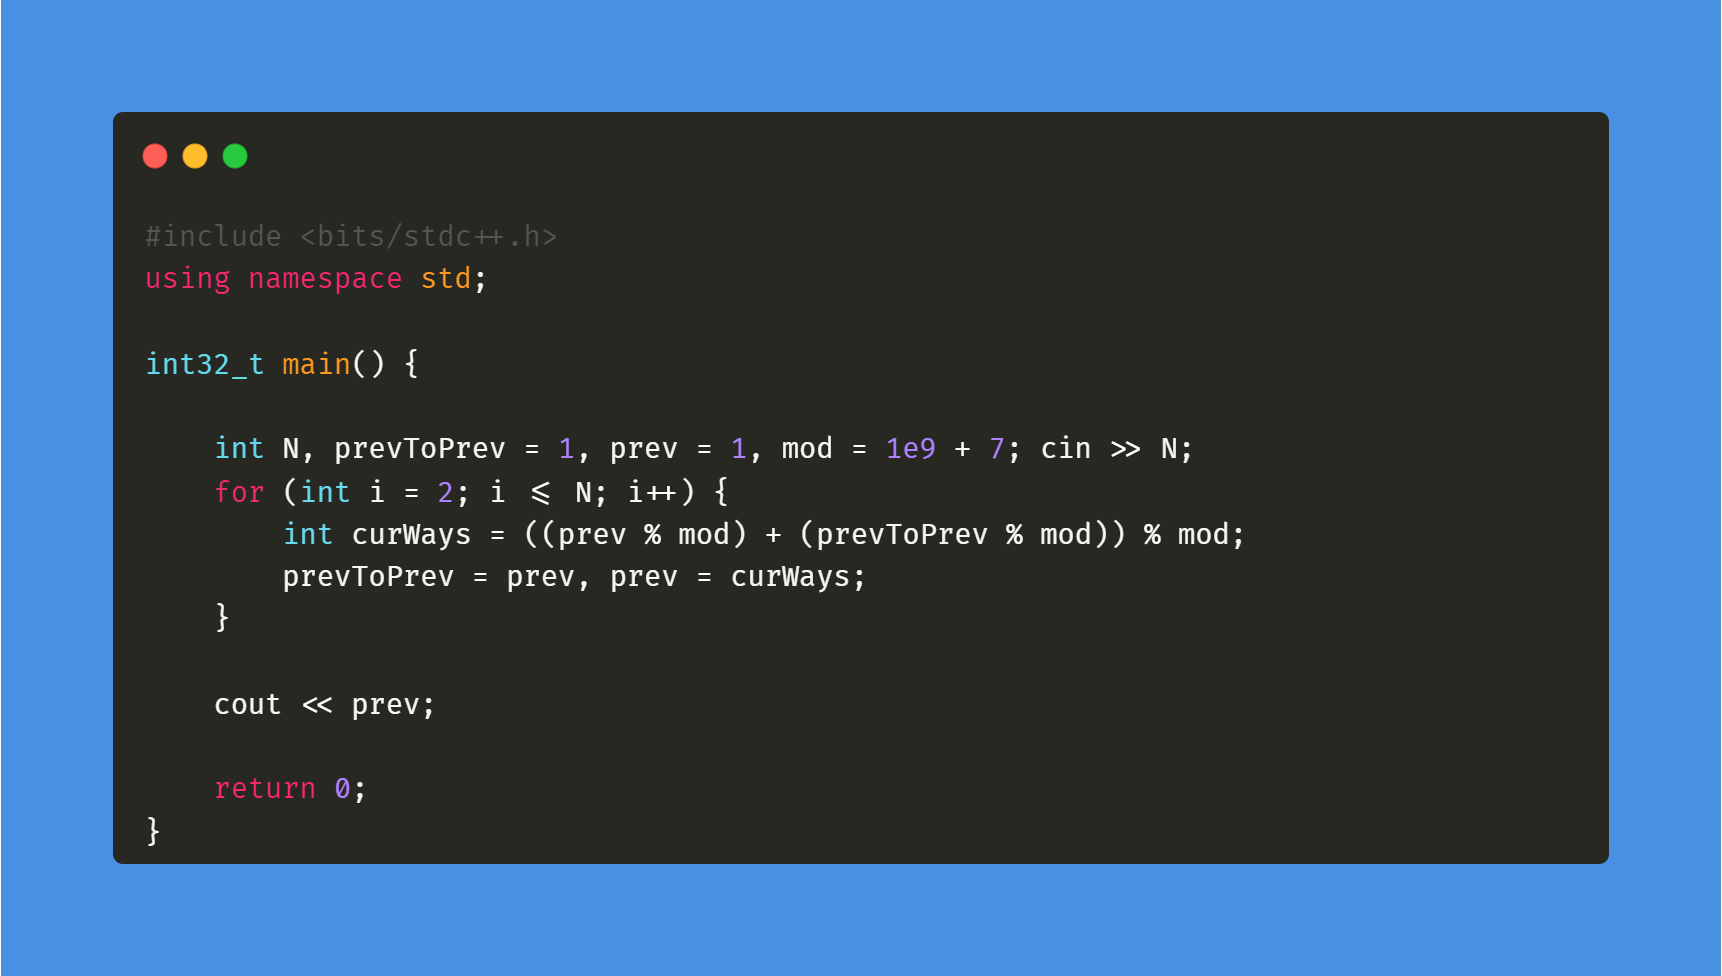 #include <bits/stdc++.h>
using namespace std;
int32_t main() {
int N, prevToPrev = 1, prev = 1, mod = 1e9 + 7; cin >> N;
for (int i = 2; i <= N; i++) {
int curWays = ((prev % mod) + (prevToPrev % mod)) % mod;
prevToPrev = prev, prev = curWays;
}
cout << prev;
return 0;
}